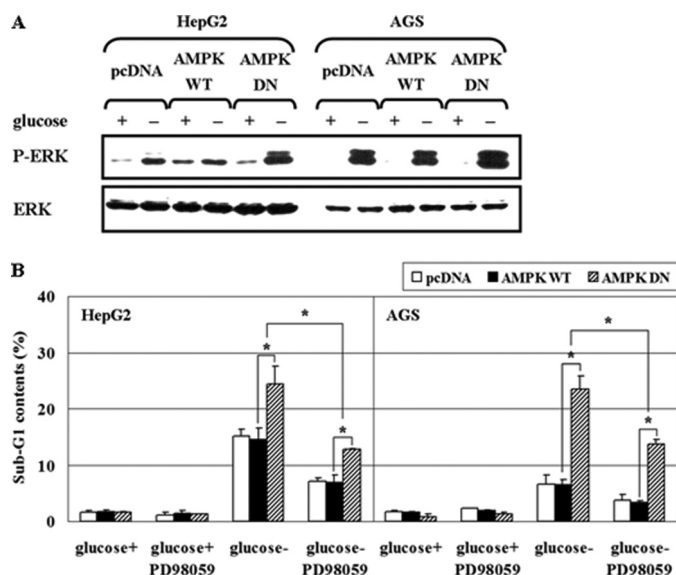 A
HepG2 AGS
pcDNA AMPK WT AMPK DN pcDNA AMPK WT AMPK DN
glucose + − + − + − + − + − + −
P-ERK
ERK
B
pcDNA AMPK WT AMPK DN
HepG2 AGS
Sub-G1 contents (%)
40
30
20
10
0
* * * * * *
glucose+ glucose+ PD98059 glucose- glucose- PD98059 glucose+ glucose+ PD98059 glucose- glucose- PD98059